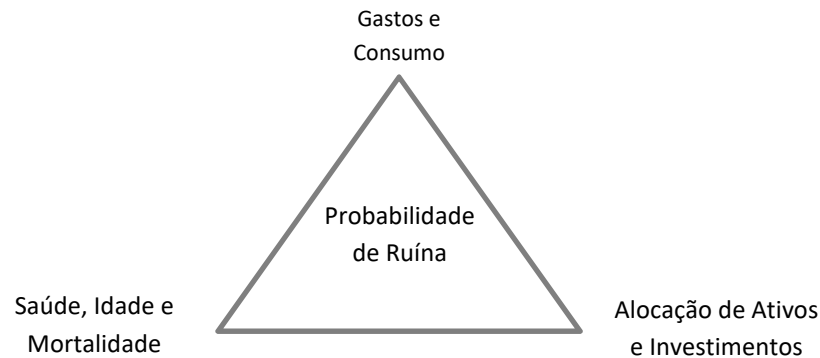 Gastos e
Consumo
Probabilidade
de Ruína
Saúde, Idade e
Mortalidade
Alocação de Ativos
e Investimentos